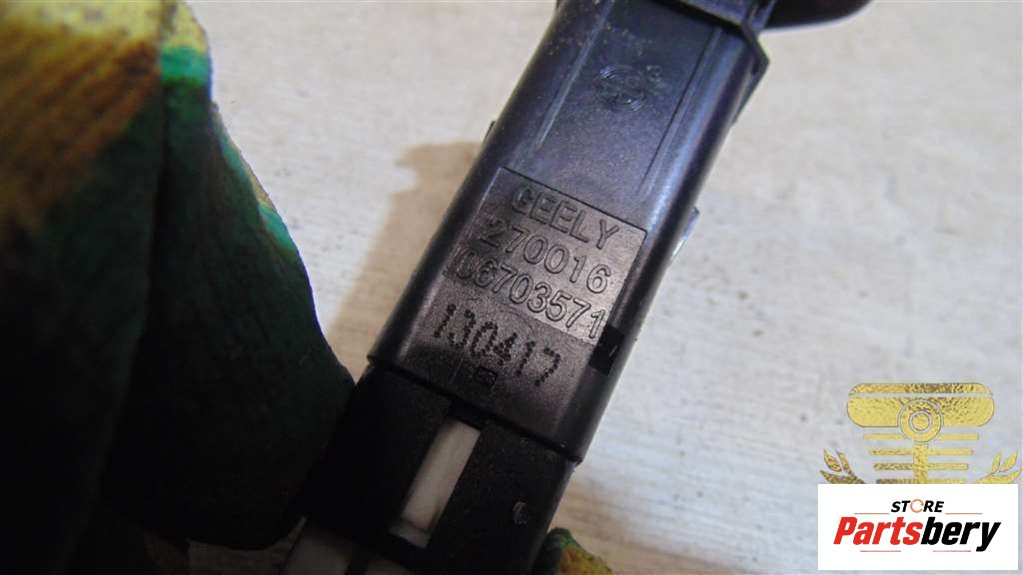 GEELY
270016
06703571
130417
STORE
Partsbery